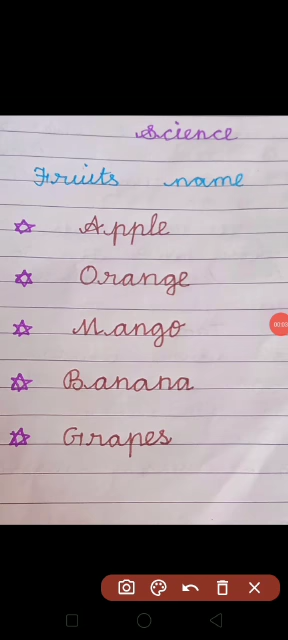 Science
Fruits name
Apple
Orange
Mango
Banana
Grapes